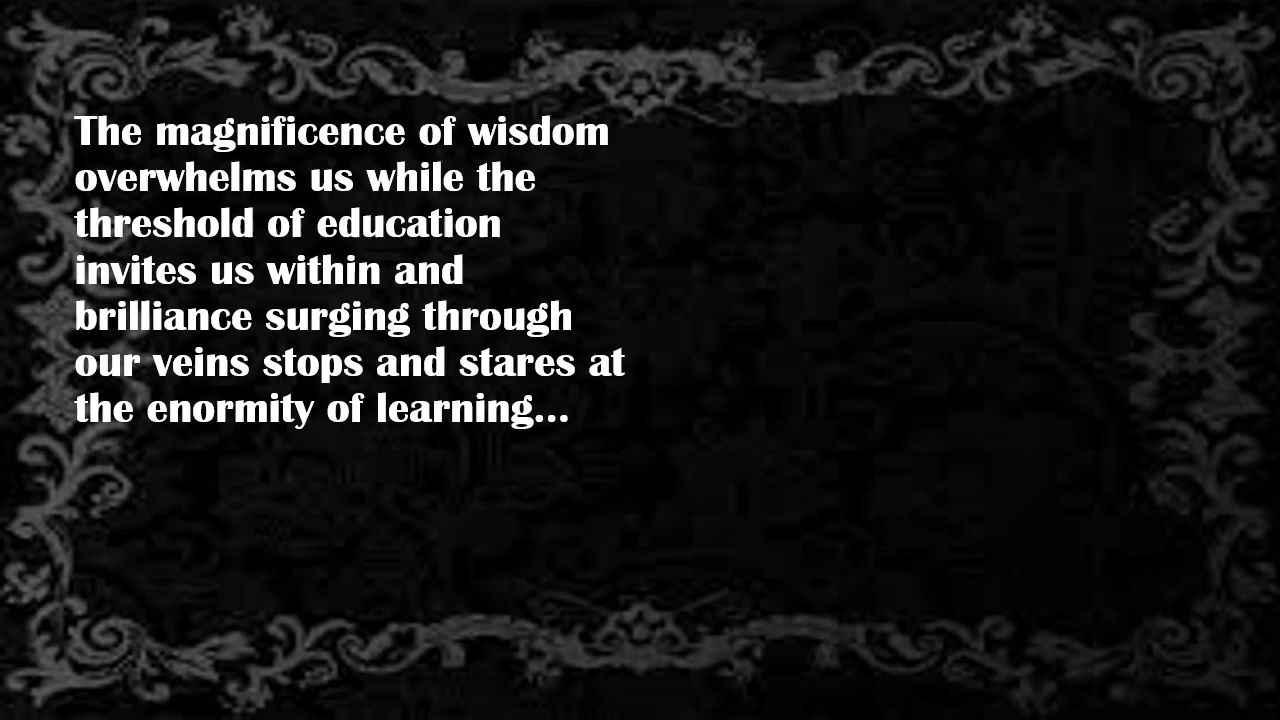 The magnificence of wisdom
overwhelms us while the
threshold of education
invites us within and
brilliance surging through
our veins stops and stares at
the enormity of learning...